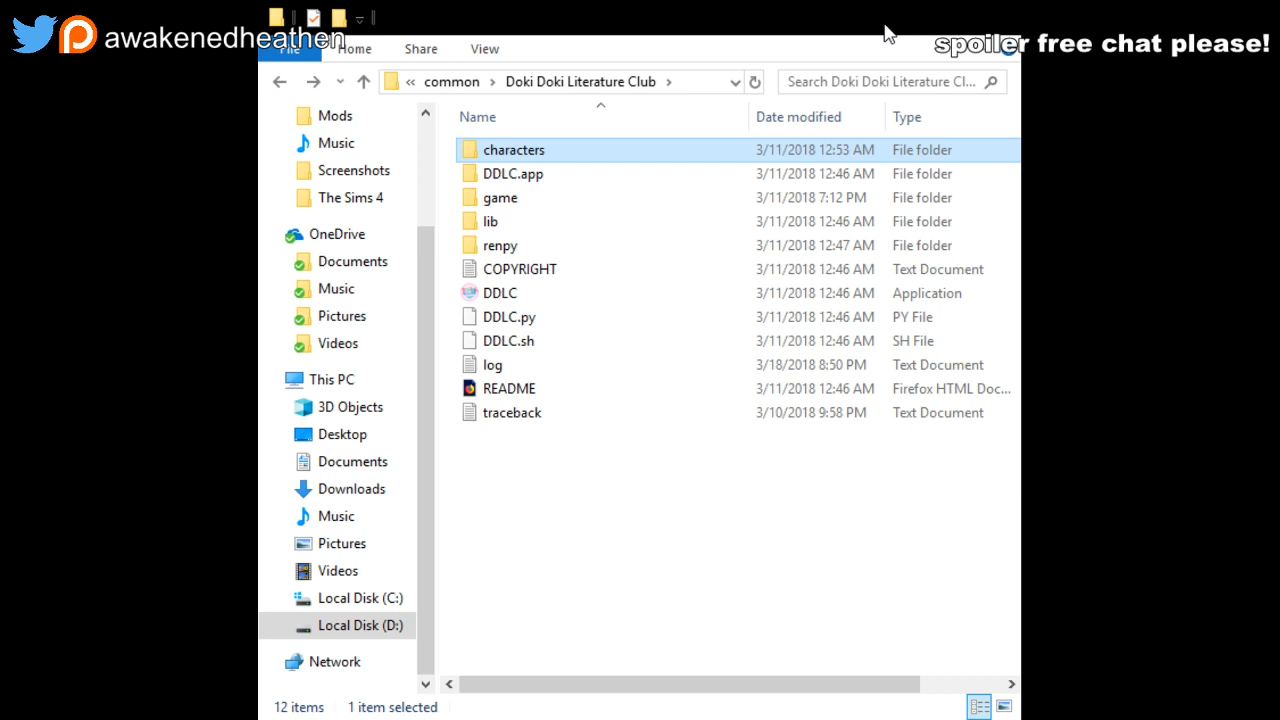 awakenedheathen
spoiler free chat please!
File Home Share View
« common > Doki Doki Literature Club >
Search Doki Doki Literature Cl...
Mods
Music
Screenshots
The Sims 4
OneDrive
Documents
Music
Pictures
Videos
This PC
3D Objects
Desktop
Documents
Downloads
Music
Pictures
Videos
Local Disk (C:)
Local Disk (D:)
Network
Name Date modified Type
characters 3/11/2018 12:53 AM File folder
DDLC.app 3/11/2018 12:46 AM File folder
game 3/11/2018 7:12 PM File folder
lib 3/11/2018 12:46 AM File folder
renpy 3/11/2018 12:47 AM File folder
COPYRIGHT 3/11/2018 12:46 AM Text Document
DDLC 3/11/2018 12:46 AM Application
DDLC.py 3/11/2018 12:46 AM PY File
DDLC.sh 3/11/2018 12:46 AM SH File
log 3/18/2018 8:50 PM Text Document
README 3/11/2018 12:46 AM Firefox HTML Doc...
traceback 3/10/2018 9:58 PM Text Document
12 items 1 item selected